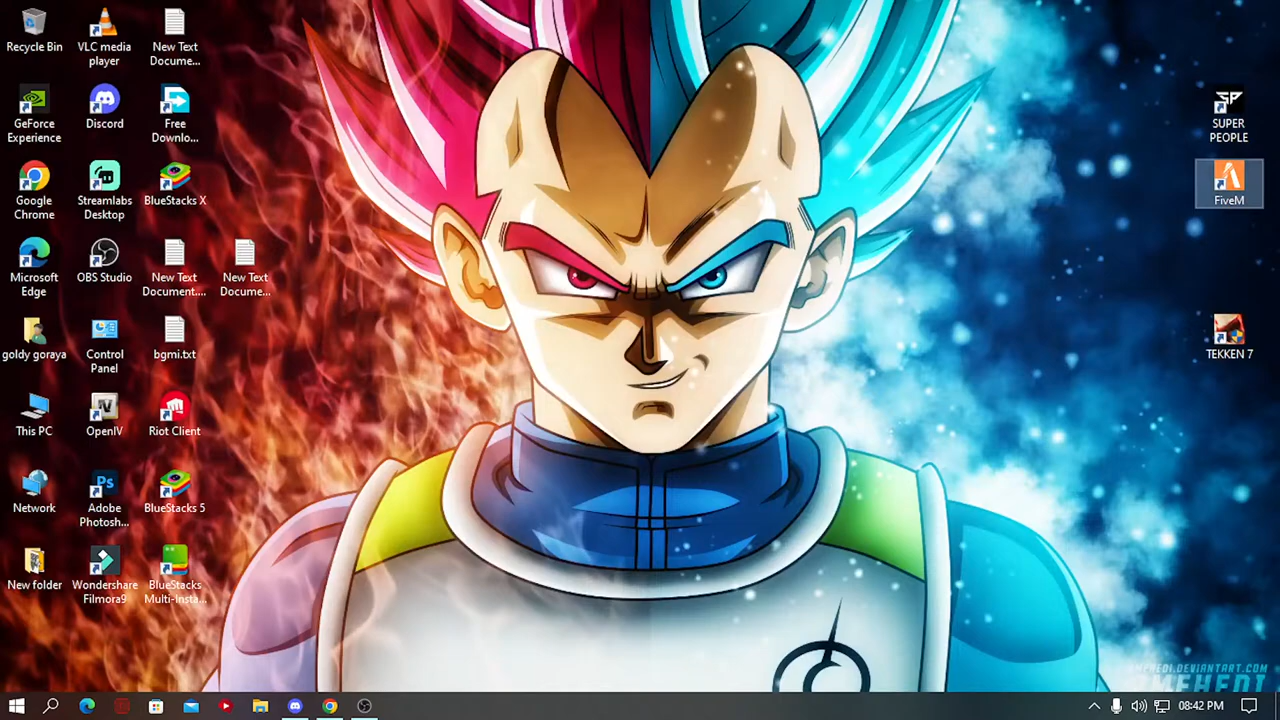 Recycle Bin
VLC media
player
New Text
Docume...
GeForce
Experience
Discord
Free
Downlo...
Google
Chrome
Streamlabs
Desktop
BlueStacks X
Microsoft
Edge
OBS Studio
New Text
Document....
New Text
Docume...
goldy goraya
Control
Panel
bgmi.txt
This PC
OpenIV
Riot Client
Network
Ps
Adobe
Photosh...
BlueStacks 5
New folder
Wondershare
Filmora9
BlueStacks
Multi-Insta...
SP
SUPER
PEOPLE
FiveM
TEKKEN 7
08:42 PM